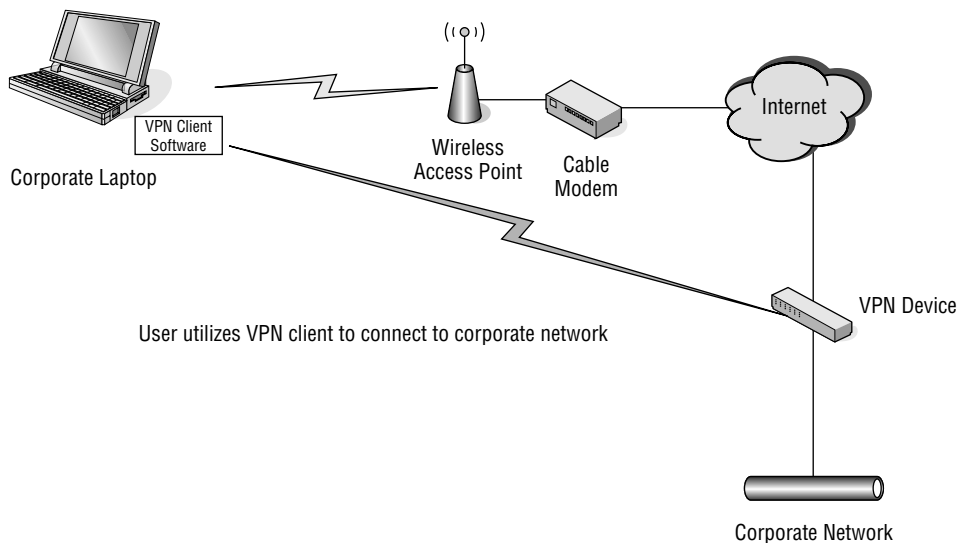 Internet
VPN Client
Software
Wireless
Access Point
Cable
Modem
Corporate Laptop
VPN Device
User utilizes VPN client to connect to corporate network
Corporate Network